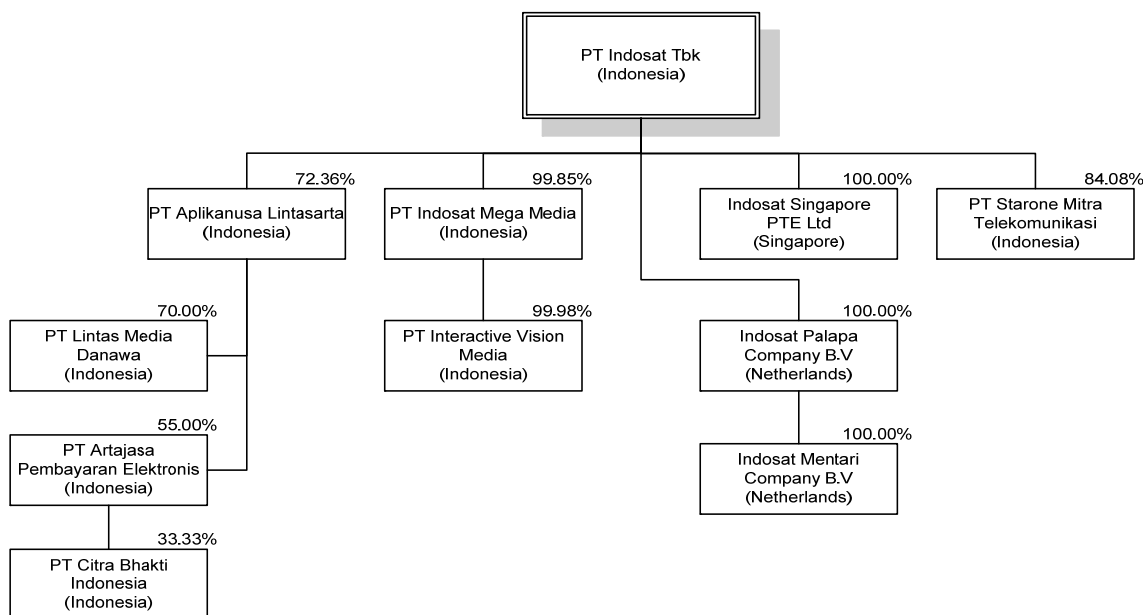 PT Indosat Tbk
(Indonesia)
72.36%
PT Aplikanusa Lintasarta
(Indonesia)
99.85%
PT Indosat Mega Media
(Indonesia)
100.00%
Indosat Singapore
PTE Ltd
(Singapore)
84.08%
PT Starone Mitra
Telekomunikasi
(Indonesia)
70.00%
PT Lintas Media
Danawa
(Indonesia)
99.98%
PT Interactive Vision
Media
(Indonesia)
100.00%
Indosat Palapa
Company B.V
(Netherlands)
55.00%
PT Artajasa
Pembayaran Elektronis
(Indonesia)
100.00%
Indosat Mentari
Company B.V
(Netherlands)
33.33%
PT Citra Bhakti
Indonesia
(Indonesia)